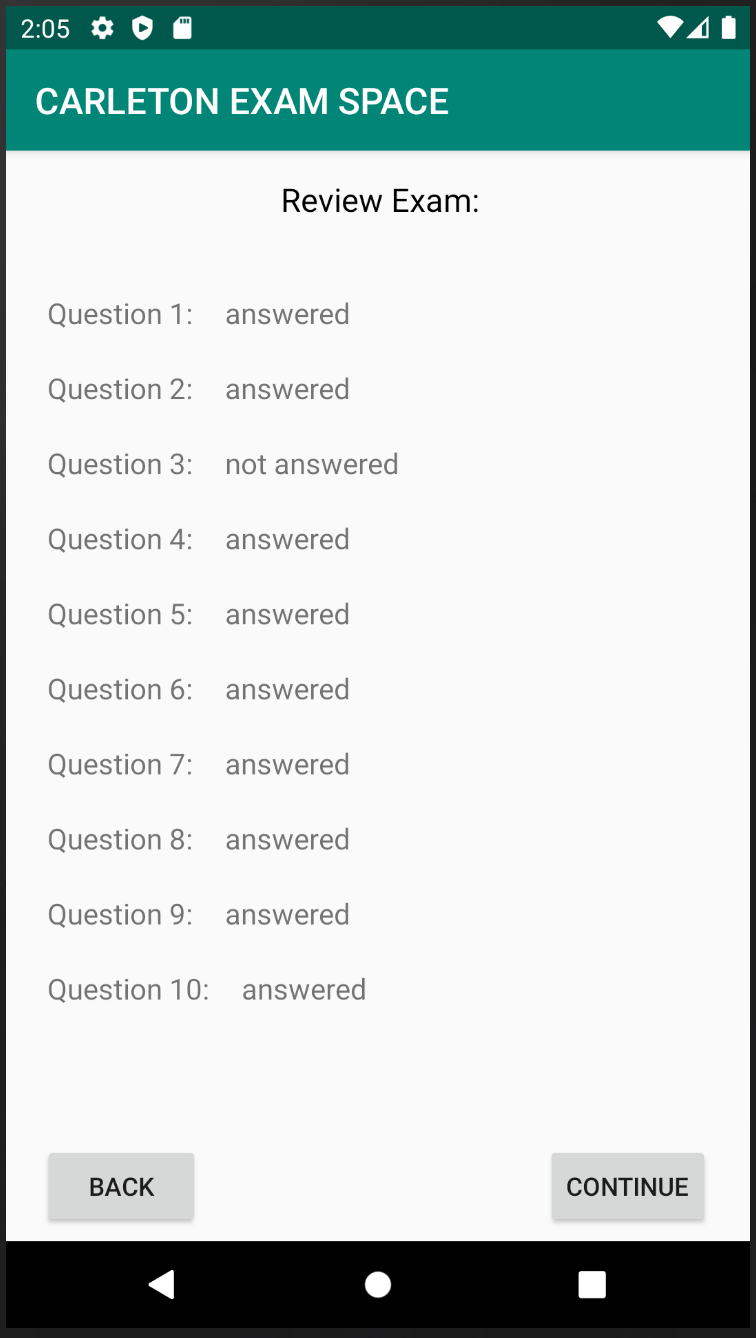 2:05
CARLETON EXAM SPACE
Review Exam:
Question 1: answered
Question 2: answered
Question 3: not answered
Question 4: answered
Question 5: answered
Question 6: answered
Question 7: answered
Question 8: answered
Question 9: answered
Question 10: answered
BACK CONTINUE